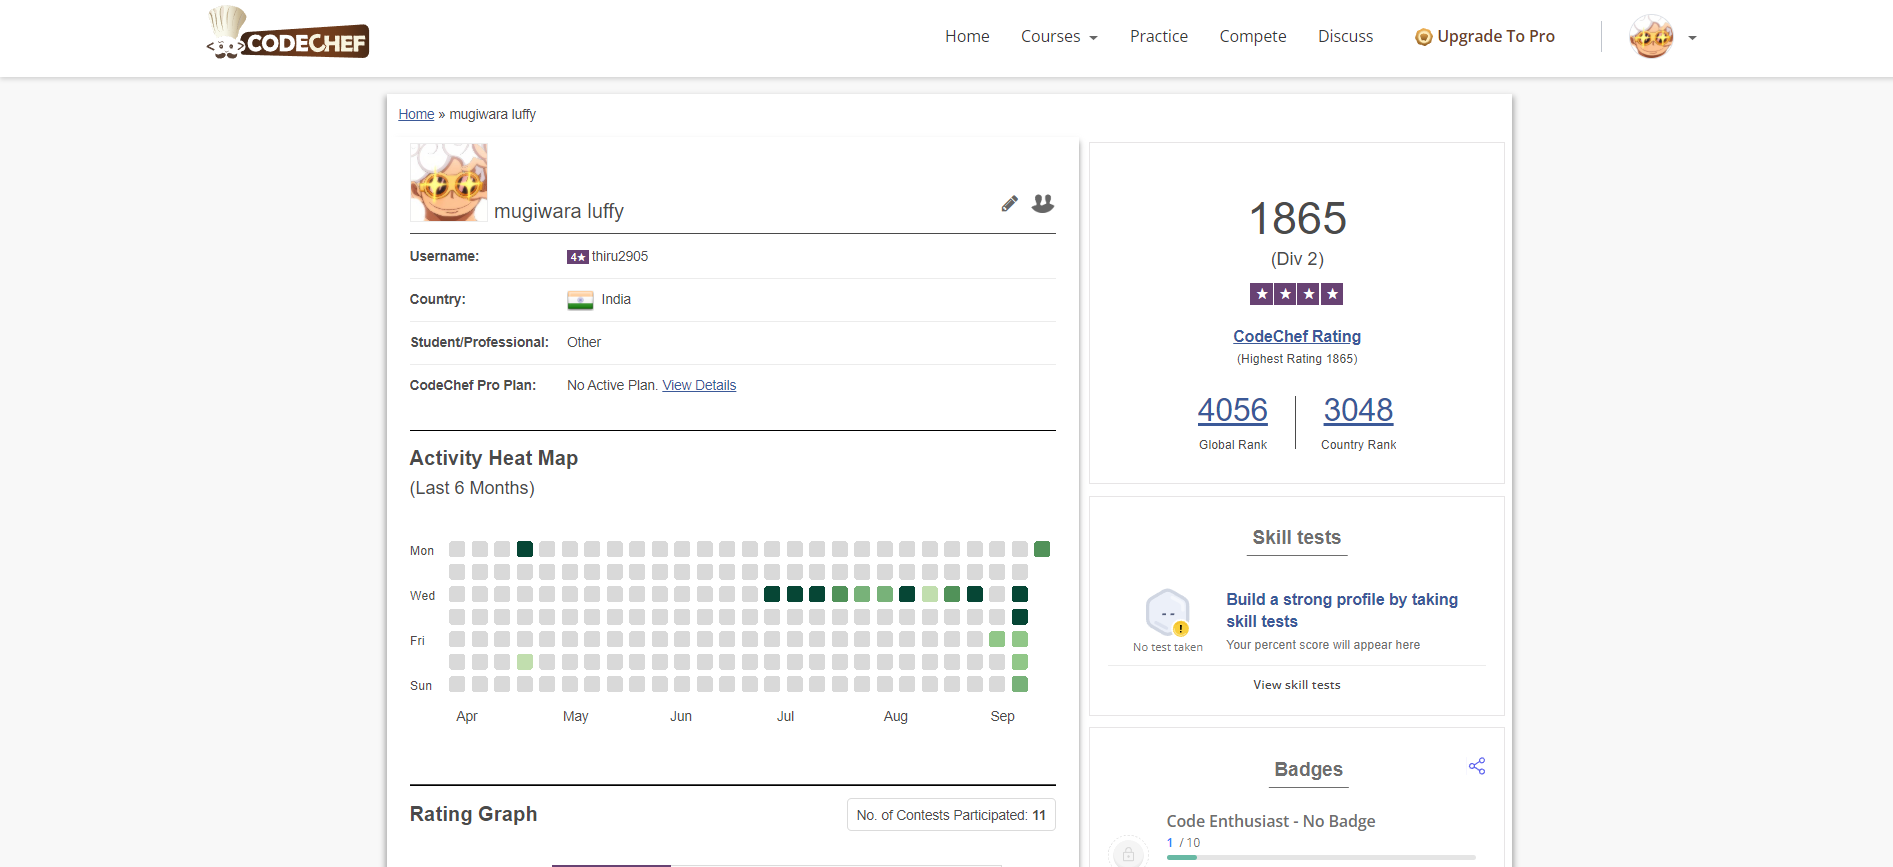 CODECHEF
Home Courses Practice Compete Discuss Upgrade To Pro
Home » mugiwara luffy
mugiwara luffy
Username: 4★ thiru2905
Country: India
Student/Professional: Other
CodeChef Pro Plan: No Active Plan. View Details
Activity Heat Map
(Last 6 Months)
Mon
Wed
Fri
Sun
Apr May Jun Jul Aug Sep
Rating Graph
No. of Contests Participated: 11
1865
(Div 2)
★★★★
CodeChef Rating
(Highest Rating 1865)
4056 3048
Global Rank Country Rank
Skill tests
No test taken
Build a strong profile by taking
skill tests
Your percent score will appear here
View skill tests
Badges
Code Enthusiast - No Badge
1 / 10